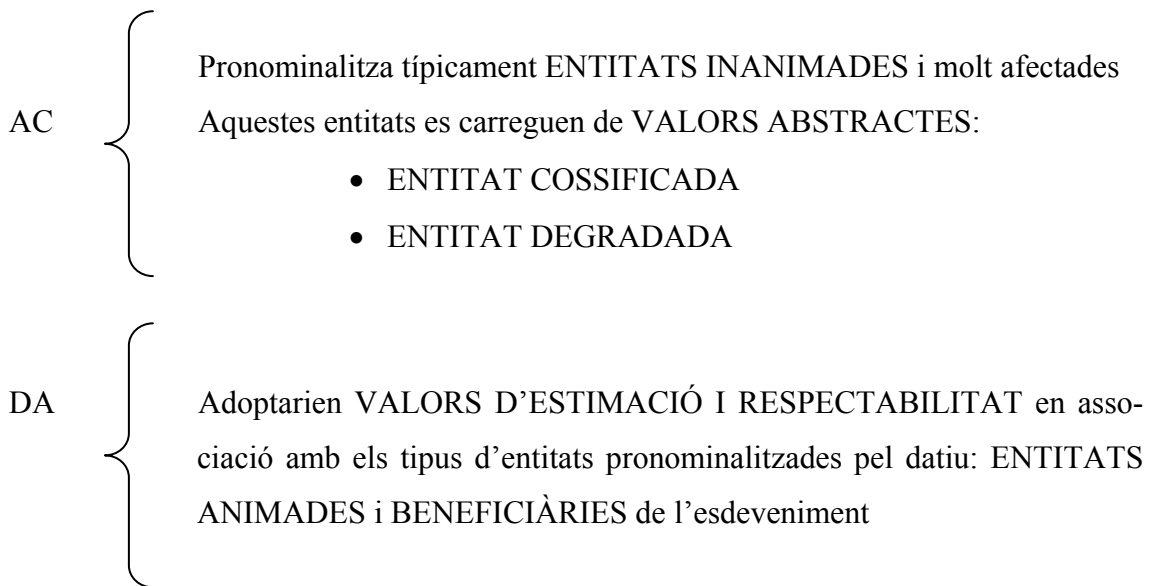 Pronominalitza típicament ENTITATS INANIMADES i molt afectades
AC Aquestes entitats es carreguen de VALORS ABSTRACTES:
• ENTITAT COSSIFICADA
• ENTITAT DEGRADADA
DA Adoptarien VALORS D’ESTIMACIÓ I RESPECTABILITAT en asso-
ciació amb els tipus d’entitats pronominalitzades pel datiu: ENTITATS
ANIMADES i BENEFICIÀRIES de l’esdeveniment